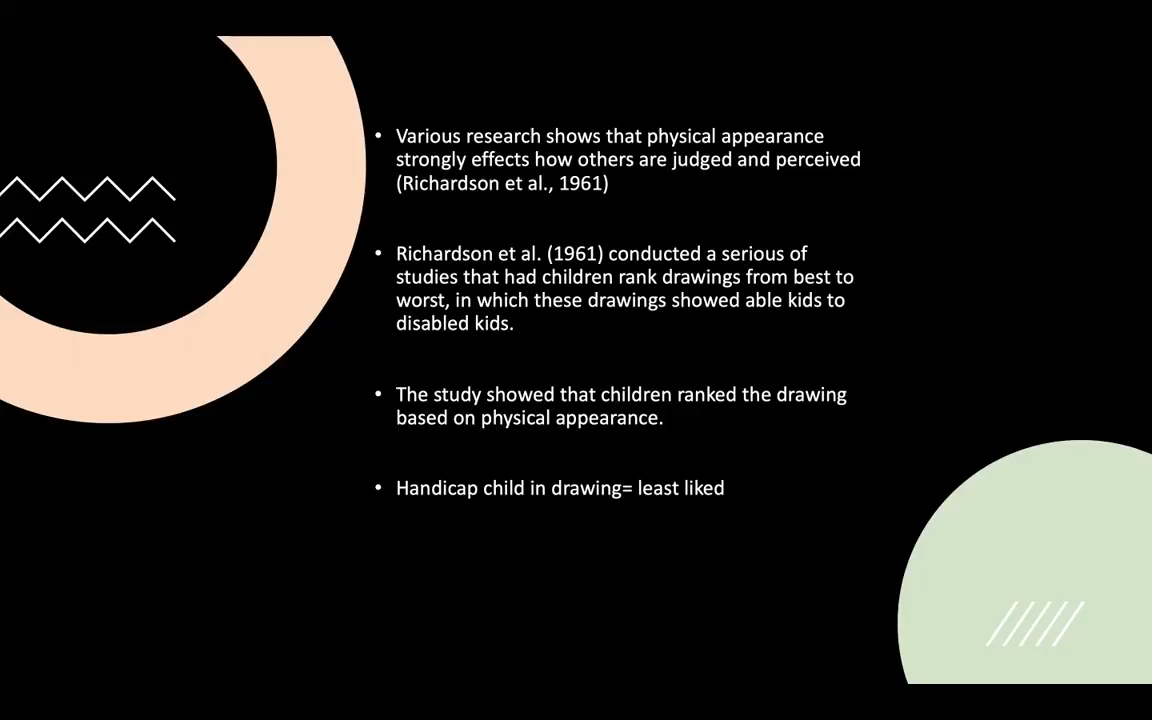 • Various research shows that physical appearance
strongly effects how others are judged and perceived
(Richardson et al., 1961)
• Richardson et al. (1961) conducted a serious of
studies that had children rank drawings from best to
worst, in which these drawings showed able kids to
disabled kids.
• The study showed that children ranked the drawing
based on physical appearance.
• Handicap child in drawing= least liked